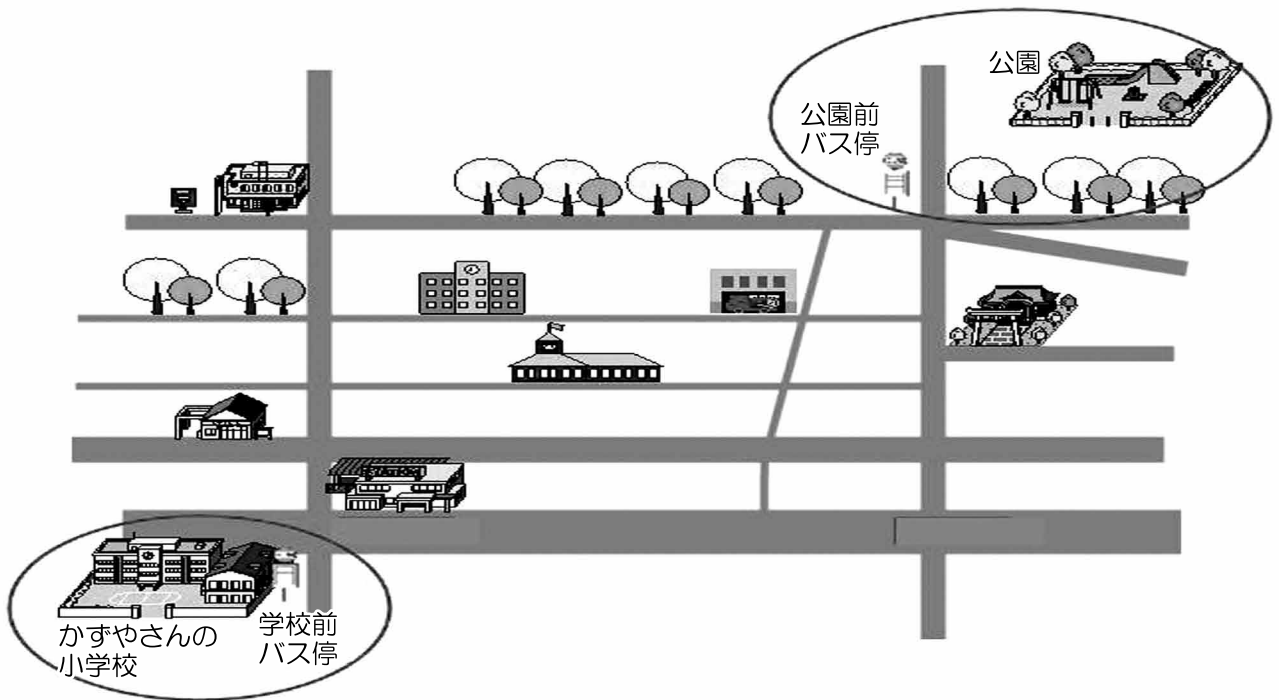 公園
公園前
バス停
かずやさんの
小学校
学校前
バス停